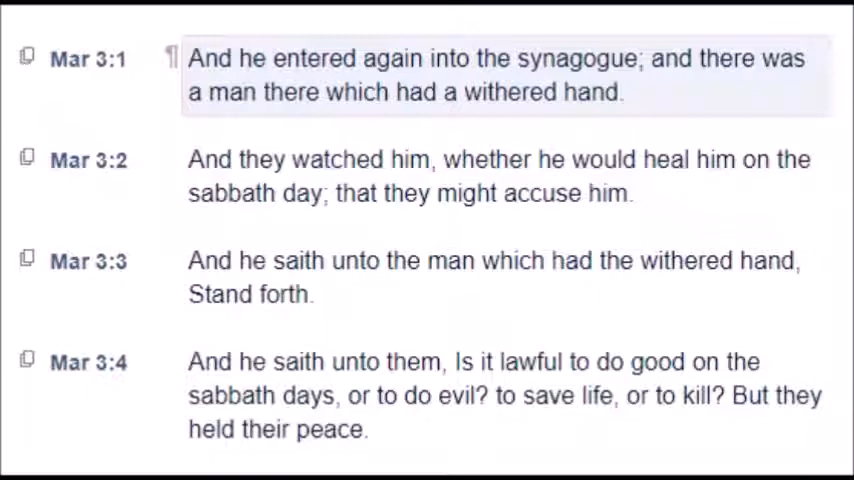 Mar 3:1 ¶ And he entered again into the synagogue; and there was
a man there which had a withered hand.
Mar 3:2 And they watched him, whether he would heal him on the
sabbath day; that they might accuse him.
Mar 3:3 And he saith unto the man which had the withered hand,
Stand forth.
Mar 3:4 And he saith unto them, Is it lawful to do good on the
sabbath days, or to do evil? to save life, or to kill? But they
held their peace.